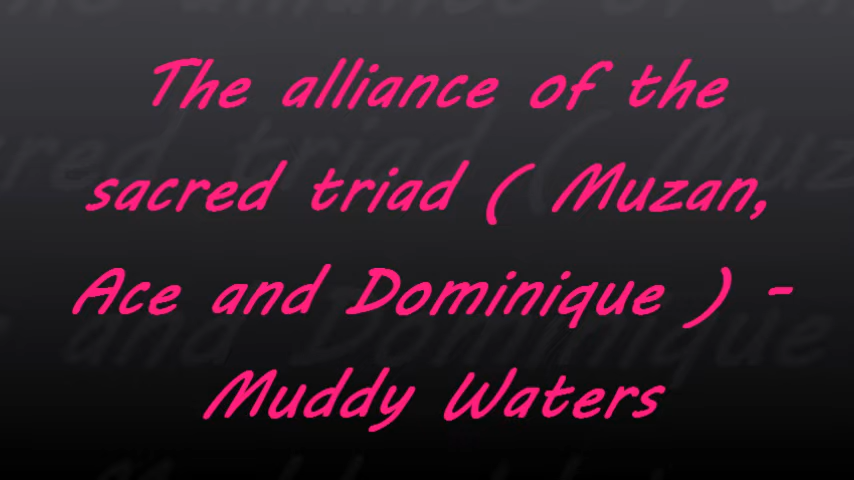 The alliance of the
sacred triad ( Muzan,
Ace and Dominique ) -
Muddy Waters